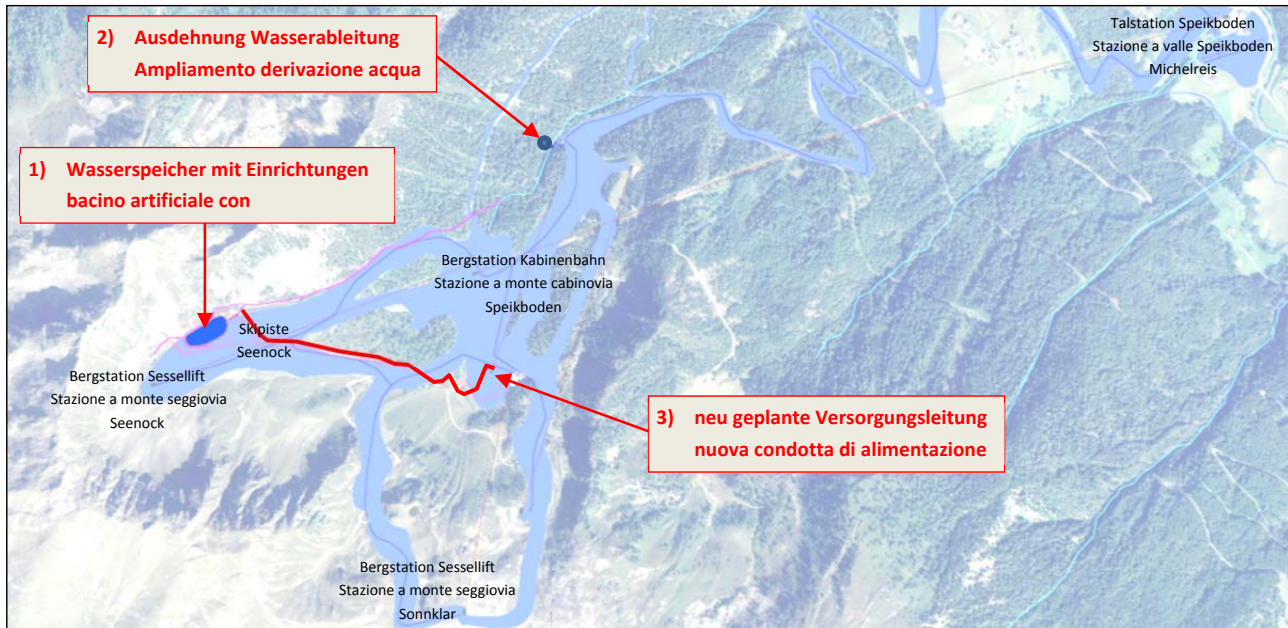 2) Ausdehnung Wasserableitung
Ampliamento derivazione acqua
Talstation Speikboden
Stazione a valle Speikboden
Michelreis
1) Wasserspeicher mit Einrichtungen
bacino artificiale con
Bergstation Kabinenbahn
Stazione a monte cabinovia
Speikboden
Skipiste
Seenock
Bergstation Sessellift
Stazione a monte seggiovia
Seenock
3) neu geplante Versorgungsleitung
nuova condotta di alimentazione
Bergstation Sessellift
Stazione a monte seggiovia
Sonnklar